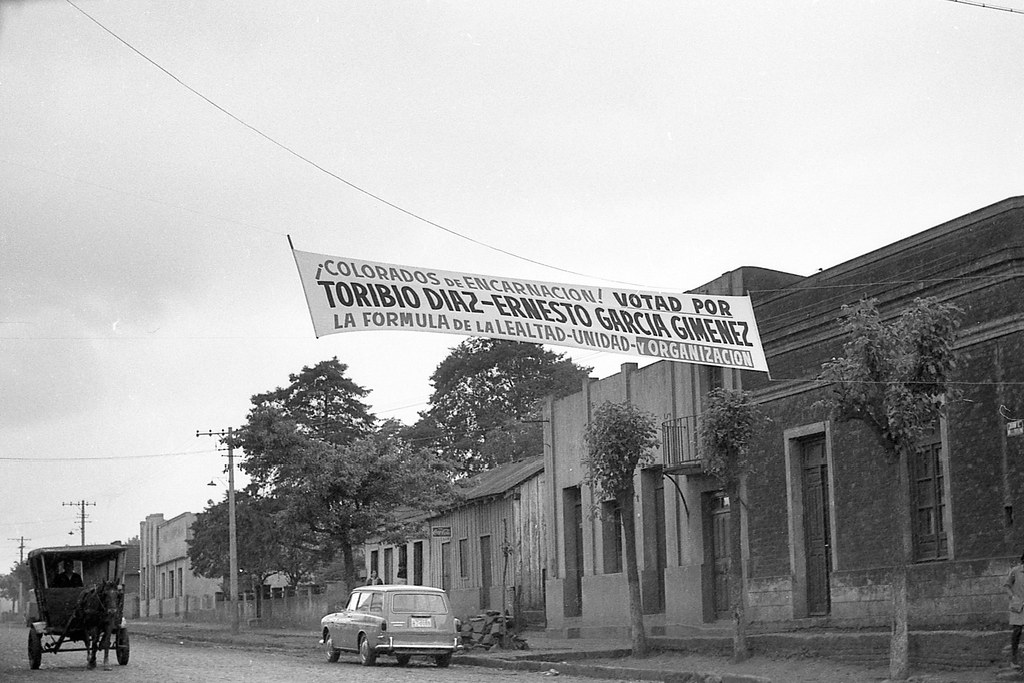 ¡COLORADOS DE ENCARNACION! VOTAD POR
TORIBIO DIAZ-ERNESTO GARCIA GIMENEZ
LA FORMULA DE LA LEALTAD-UNIDAD-Y ORGANIZACION